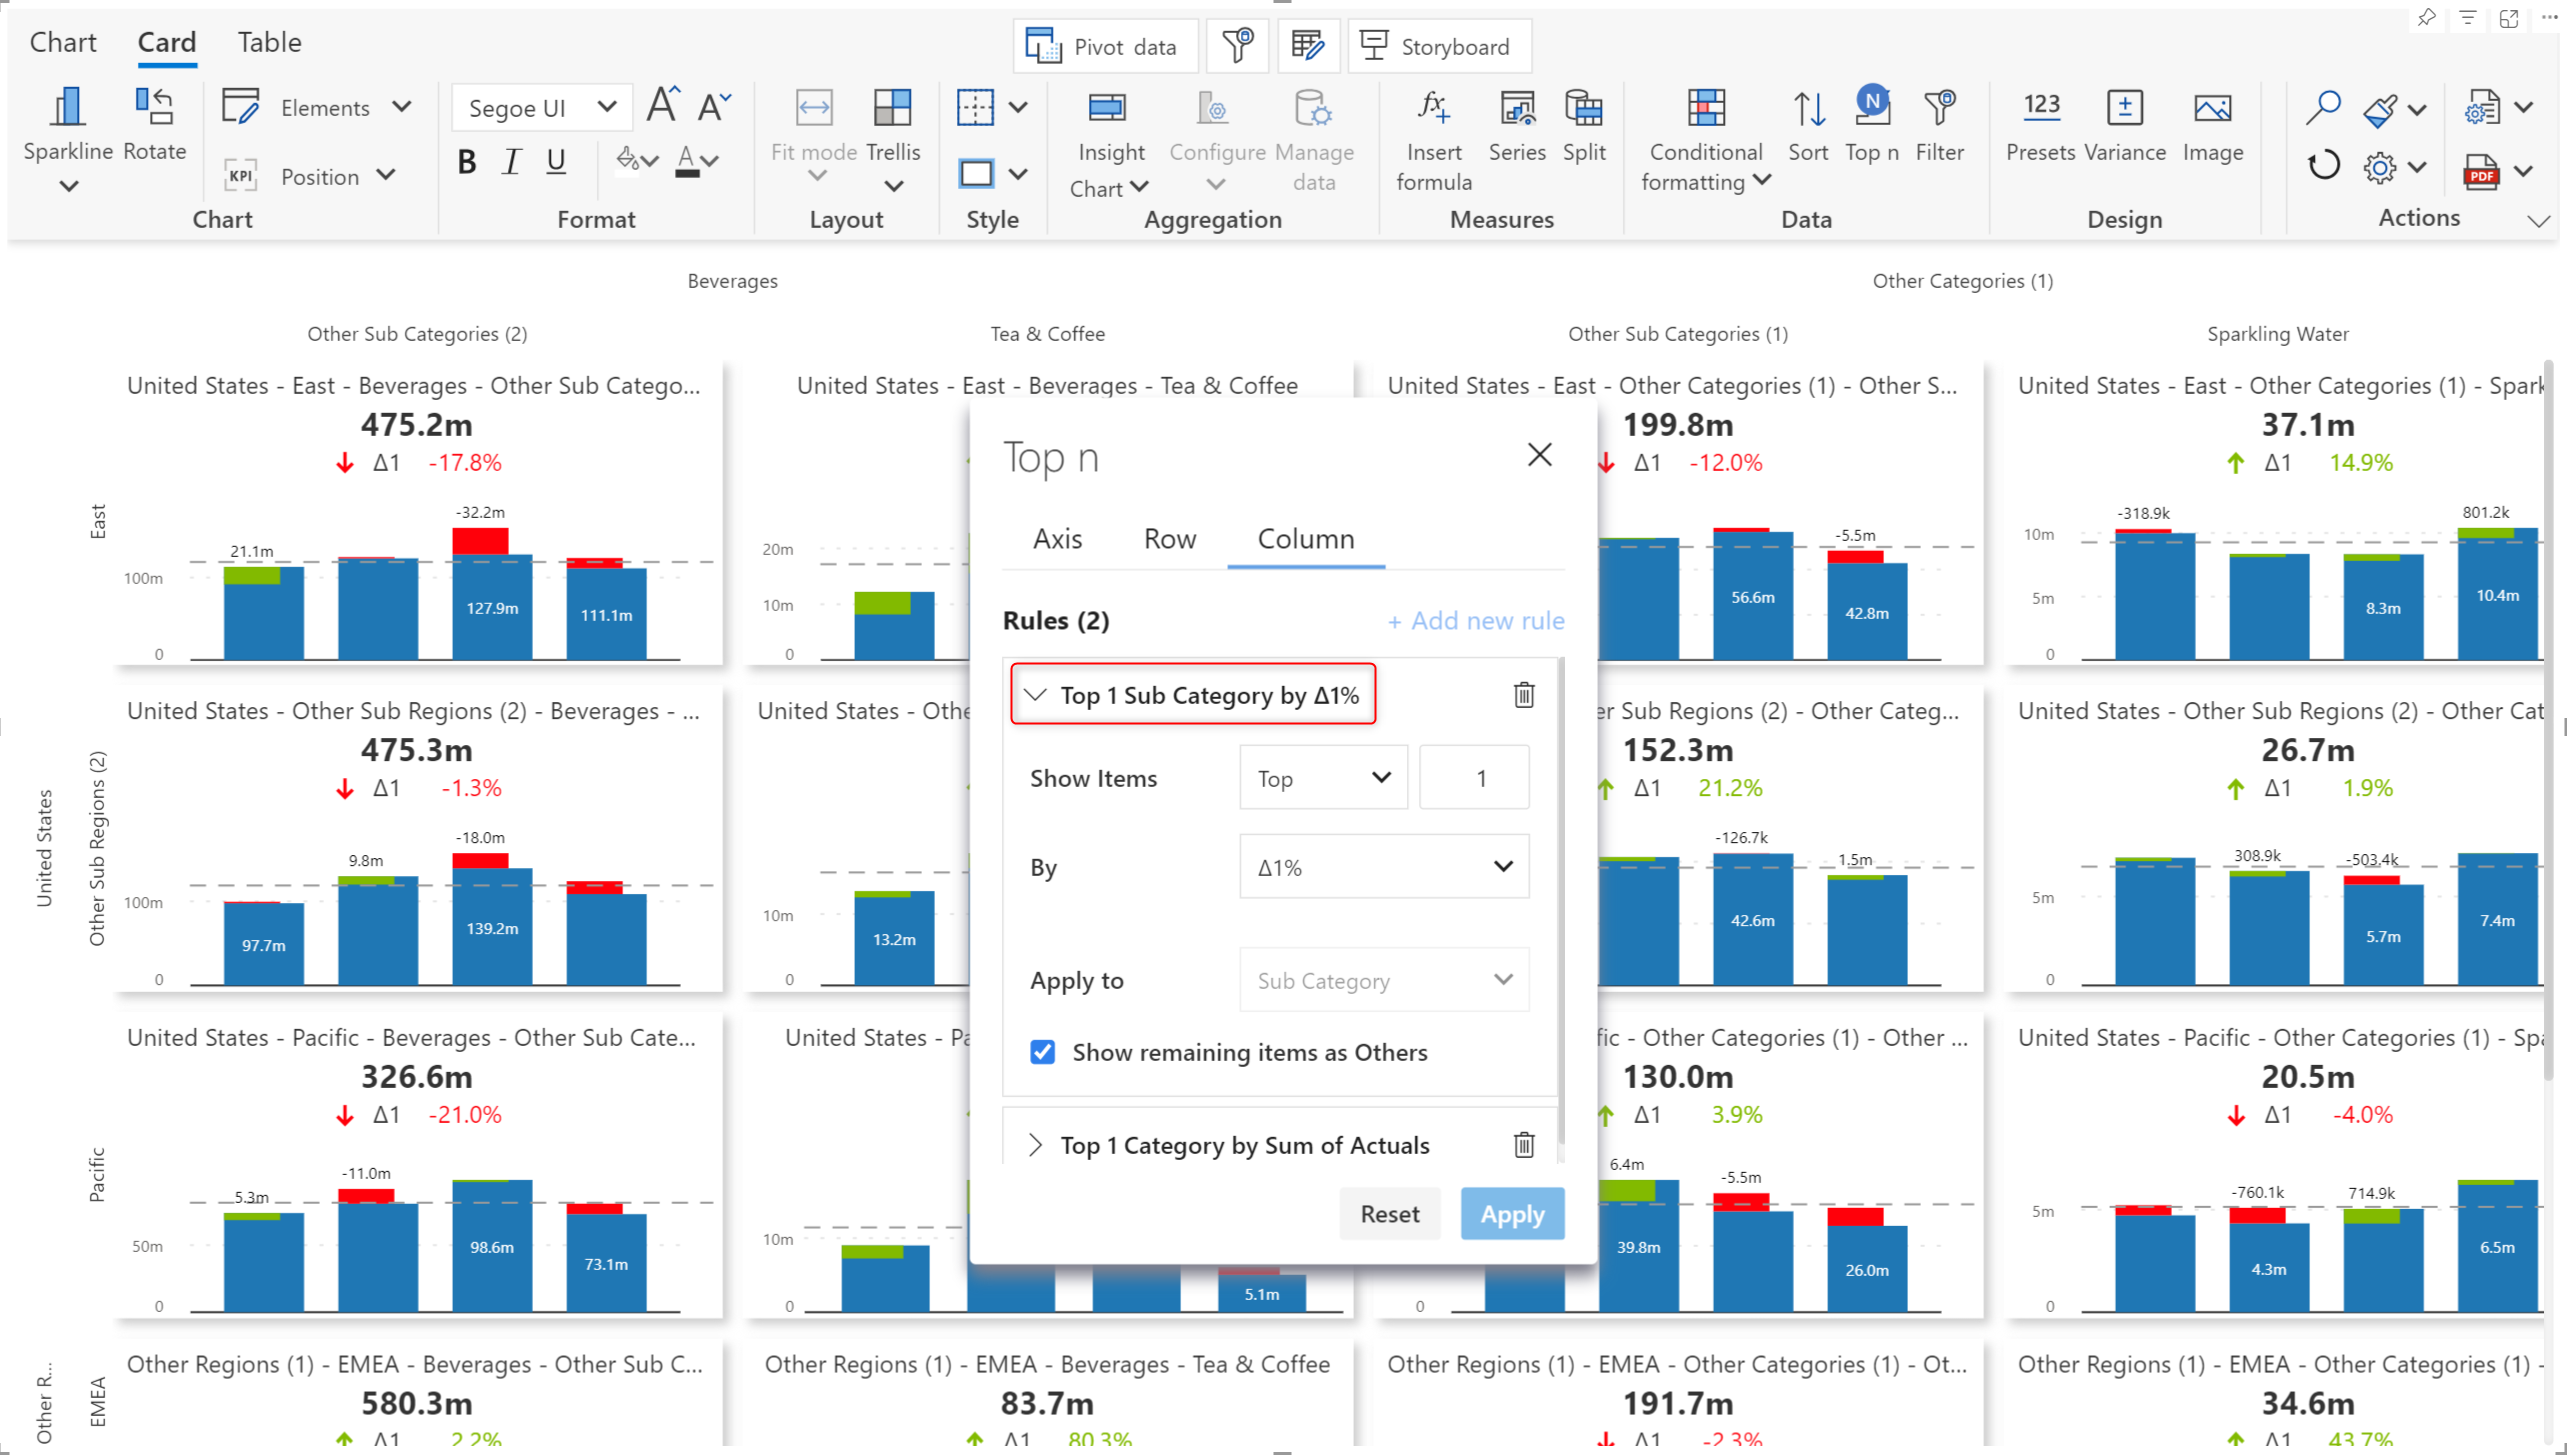 Chart Card Table
Pivot data
Storyboard
Sparkline
Rotate
Elements
KPI
Position
Chart
Segoe UI
A A
B I U
A
Format
Fit mode
Trellis
Layout
Style
Insight Chart
Configure
Manage data
Aggregation
fx
Insert formula
Series
Split
Measures
Conditional formatting
Sort
N
Top n
Filter
Data
123
Presets
Variance
Image
Design
PDF
Actions
Beverages
Other Categories (1)
Other Sub Categories (2)
Tea & Coffee
Other Sub Categories (1)
Sparkling Water
United States
East
Other Sub Regions (2)
Pacific
Other R...
EMEA
United States - East - Beverages - Other Sub Catego...
475.2m
Δ1 -17.8%
-32.2m
21.1m
100m
127.9m
111.1m
0
United States - East - Beverages - Tea & Coffee
20m
10m
0
United States - East - Other Categories (1) - Other S...
199.8m
Δ1 -12.0%
-5.5m
56.6m
42.8m
United States - East - Other Categories (1) - Spark
37.1m
Δ1 14.9%
-318.9k
801.2k
10m
5m
8.3m
10.4m
0
United States - Other Sub Regions (2) - Beverages - ...
475.3m
Δ1 -1.3%
-18.0m
9.8m
100m
97.7m
139.2m
0
United States - Othe
10m
13.2m
0
er Sub Regions (2) - Other Categ...
152.3m
Δ1 21.2%
-126.7k
1.5m
42.6m
United States - Other Sub Regions (2) - Other Cat
26.7m
Δ1 1.9%
308.9k
-503.4k
5m
5.7m
7.4m
0
United States - Pacific - Beverages - Other Sub Cate...
326.6m
Δ1 -21.0%
-11.0m
5.3m
50m
98.6m
73.1m
0
United States - Pa
10m
5.1m
0
fic - Other Categories (1) - Other ...
130.0m
Δ1 3.9%
6.4m
-5.5m
39.8m
26.0m
0
United States - Pacific - Other Categories (1) - Spa
20.5m
Δ1 -4.0%
-760.1k
714.9k
5m
4.3m
6.5m
0
Other Regions (1) - EMEA - Beverages - Other Sub C...
580.3m
Δ1 2.2%
Other Regions (1) - EMEA - Beverages - Tea & Coffee
83.7m
Δ1 80.3%
Other Regions (1) - EMEA - Other Categories (1) - Ot...
191.7m
Δ1 -2.3%
Other Regions (1) - EMEA - Other Categories (1) -
34.6m
Δ1 43.7%
Top n
Axis Row Column
Rules (2)
+ Add new rule
Top 1 Sub Category by Δ1%
Show Items Top 1
By Δ1%
Apply to Sub Category
Show remaining items as Others
Top 1 Category by Sum of Actuals
Reset Apply